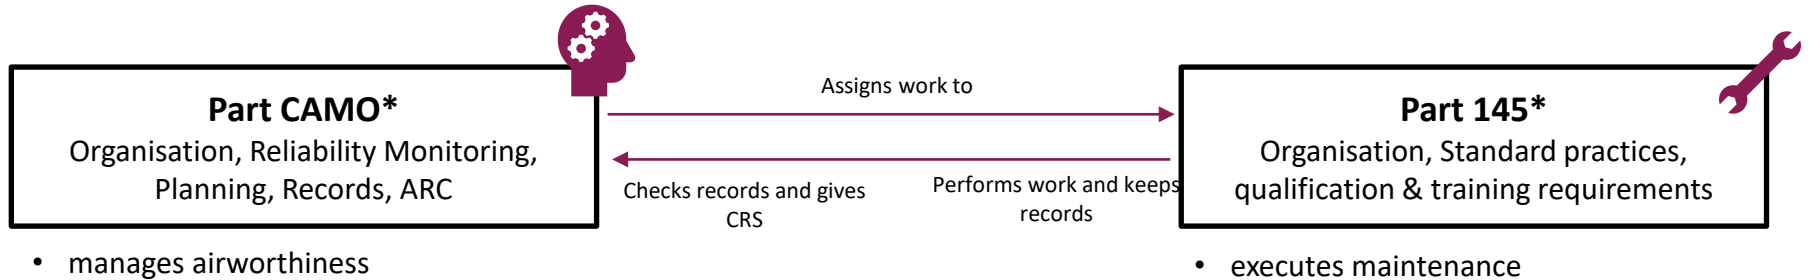 Part CAMO*
Organisation, Reliability Monitoring,
Planning, Records, ARC
Assigns work to
Checks records and gives
CRS
Performs work and keeps
records
Part 145*
Organisation, Standard practices,
qualification & training requirements
• manages airworthiness
• executes maintenance